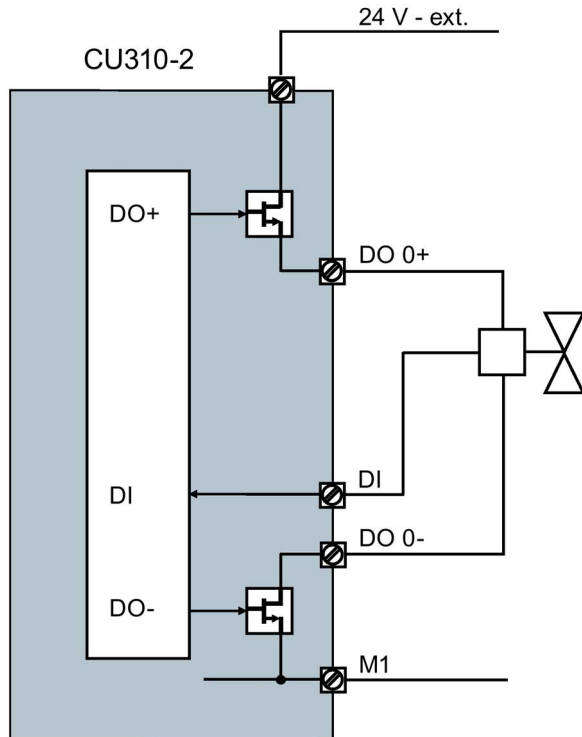 24 V - ext.
CU310-2
DO+
DO 0+
DI
DI
DO 0-
DO-
M1